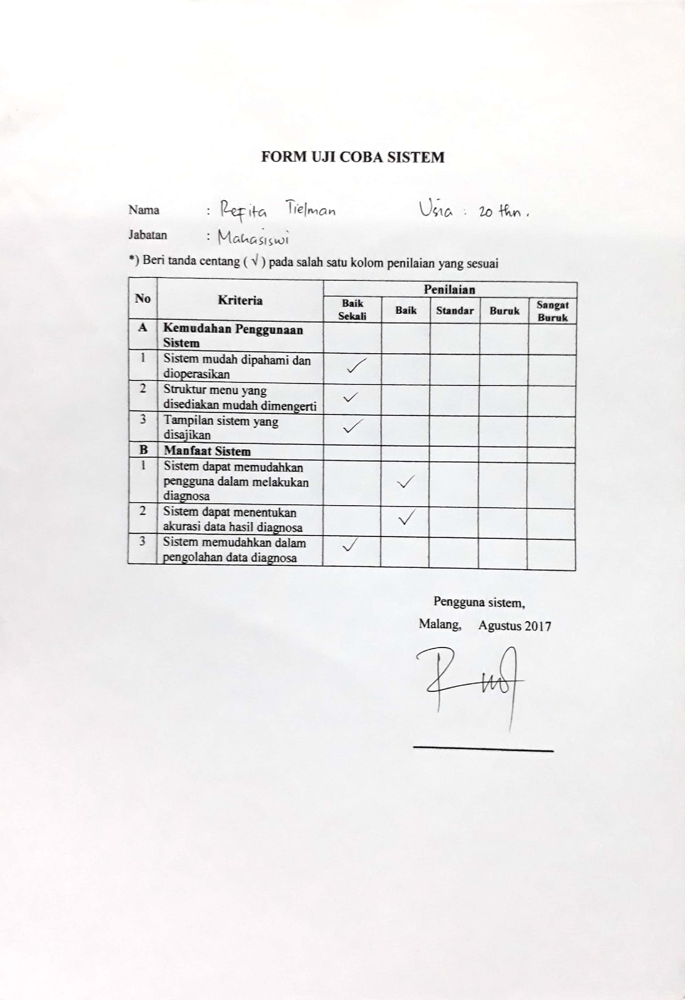 FORM UJI COBA SISTEM
Nama : Refita Tielman Usia : 20 thn.
Jabatan : Mahasiswi
*) Beri tanda centang ( √ ) pada salah satu kolom penilaian yang sesuai
No Kriteria Penilaian
Baik Sekali Baik Standar Buruk Sangat Buruk
A Kemudahan Penggunaan
Sistem
1 Sistem mudah dipahami dan ✓
dioperasikan
2 Struktur menu yang ✓
disediakan mudah dimengerti
3 Tampilan sistem yang ✓
disajikan
B Manfaat Sistem
1 Sistem dapat memudahkan
pengguna dalam melakukan ✓
diagnosa
2 Sistem dapat menentukan ✓
akurasi data hasil diagnosa
3 Sistem memudahkan dalam ✓
pengolahan data diagnosa
Pengguna sistem,
Malang, Agustus 2017